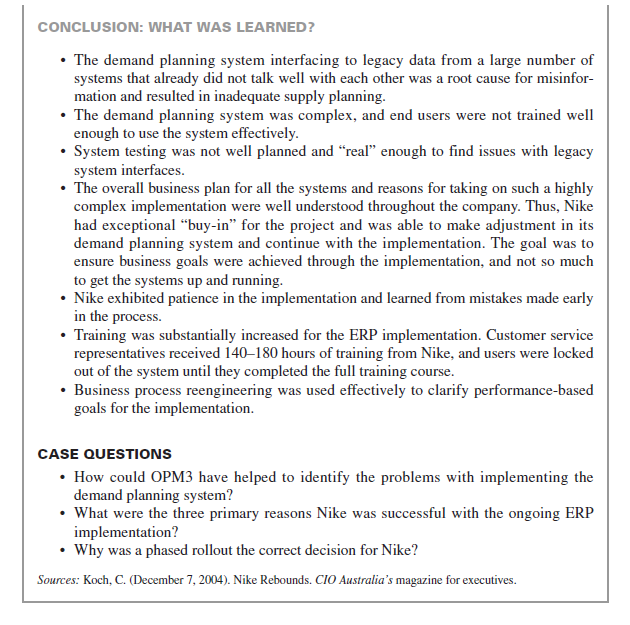 CONCLUSION: WHAT WAS LEARNED?
• The demand planning system interfacing to legacy data from a large number of
systems that already did not talk well with each other was a root cause for misinfor-
mation and resulted in inadequate supply planning.
• The demand planning system was complex, and end users were not trained well
enough to use the system effectively.
• System testing was not well planned and “real” enough to find issues with legacy
system interfaces.
• The overall business plan for all the systems and reasons for taking on such a highly
complex implementation were well understood throughout the company. Thus, Nike
had exceptional “buy-in” for the project and was able to make adjustment in its
demand planning system and continue with the implementation. The goal was to
ensure business goals were achieved through the implementation, and not so much
to get the systems up and running.
• Nike exhibited patience in the implementation and learned from mistakes made early
in the process.
• Training was substantially increased for the ERP implementation. Customer service
representatives received 140–180 hours of training from Nike, and users were locked
out of the system until they completed the full training course.
• Business process reengineering was used effectively to clarify performance-based
goals for the implementation.
CASE QUESTIONS
• How could OPM3 have helped to identify the problems with implementing the
demand planning system?
• What were the three primary reasons Nike was successful with the ongoing ERP
implementation?
• Why was a phased rollout the correct decision for Nike?
Sources: Koch, C. (December 7, 2004). Nike Rebounds. CIO Australia’s magazine for executives.